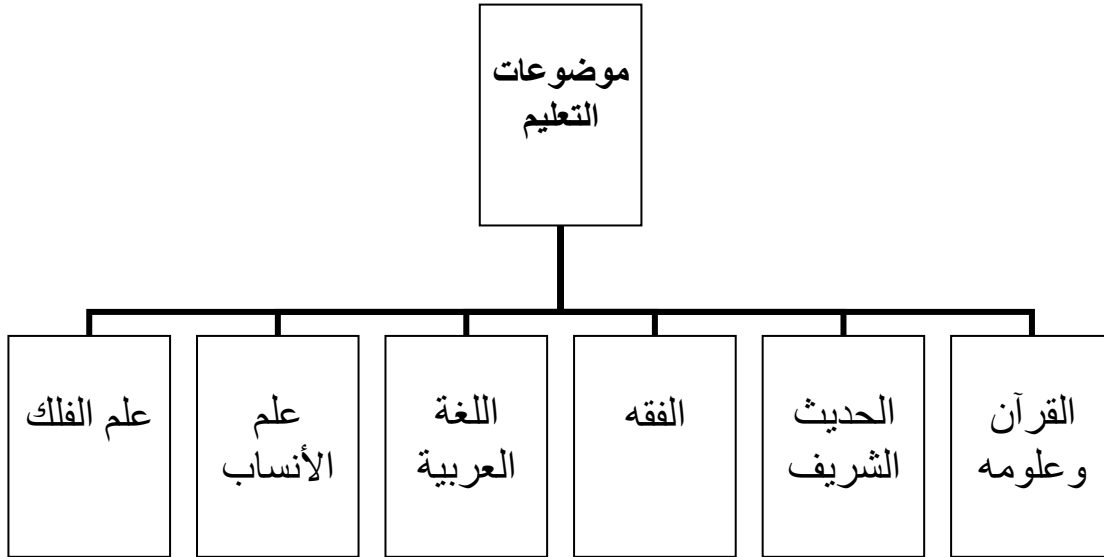 موضوعات
التعليم
القرآن
وعلومه
الحديث
الشريف
الفقه
اللغة
العربية
علم
الأنساب
علم الفلك